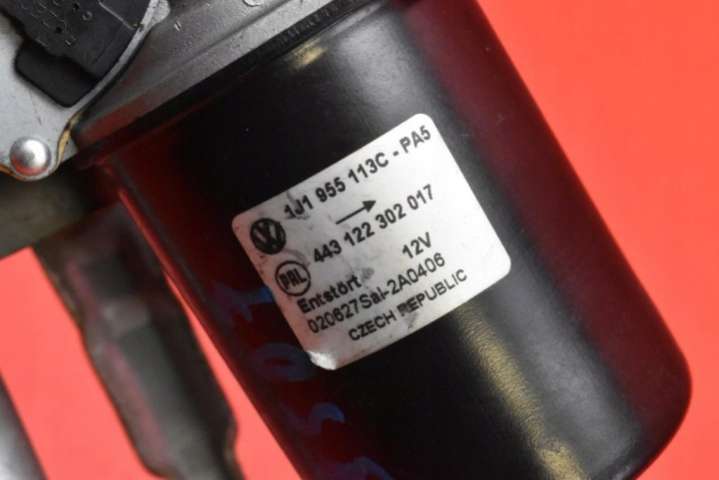 1J1 955 113C - PA5
443 122 302 017
PAL
Entstört 12V
020627Sal-2A0406
CZECH REPUBLIC